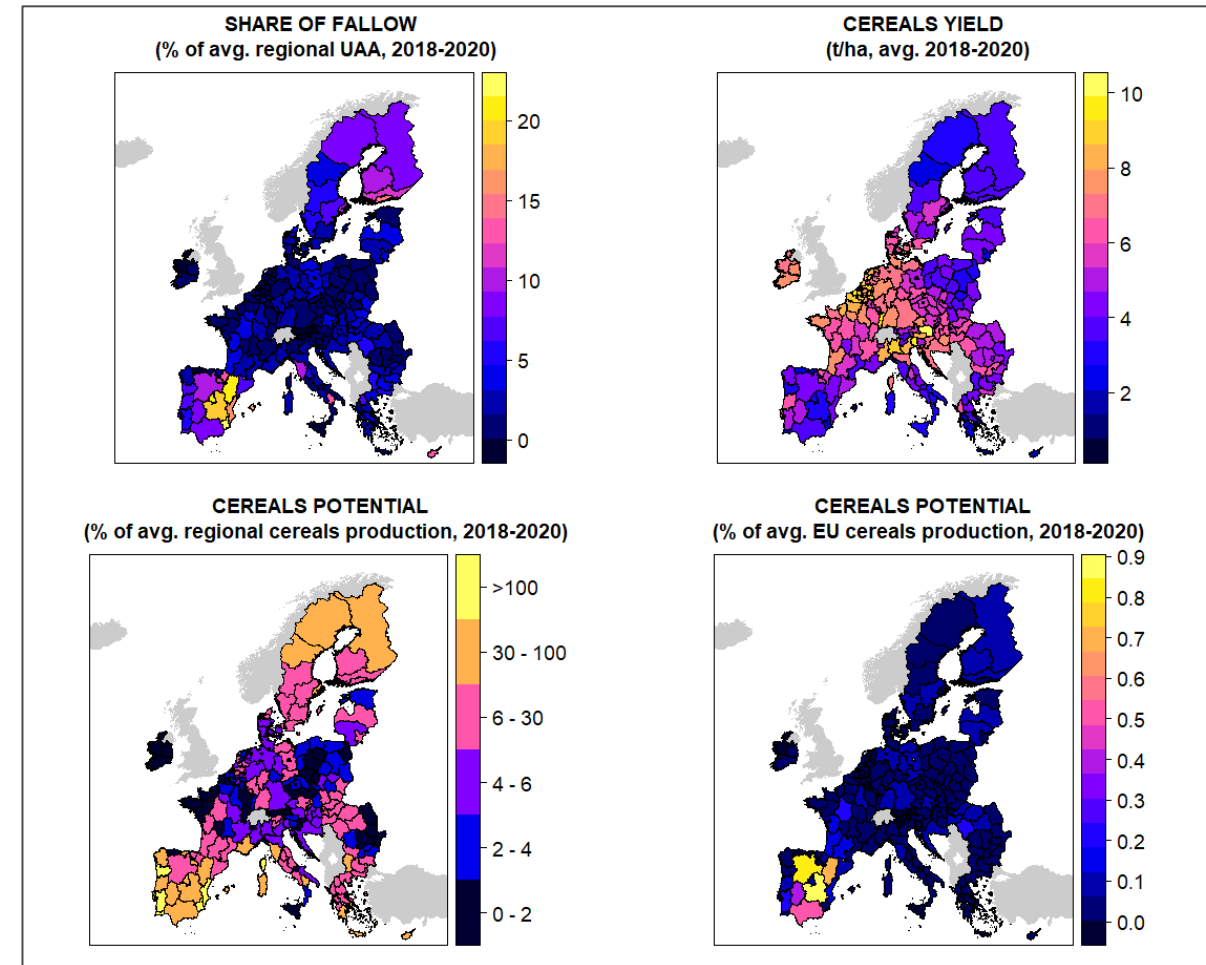 SHARE OF FALLOW
(% of avg. regional UAA, 2018-2020)
20
15
10
5
0
CEREALS YIELD
(t/ha, avg. 2018-2020)
10
8
6
4
2
CEREALS POTENTIAL
(% of avg. regional cereals production, 2018-2020)
>100
30 - 100
6 - 30
4 - 6
2 - 4
0 - 2
CEREALS POTENTIAL
(% of avg. EU cereals production, 2018-2020)
0.9
0.8
0.7
0.6
0.5
0.4
0.3
0.2
0.1
0.0